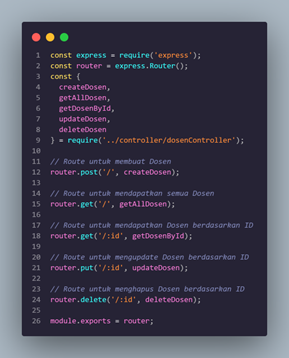 1 const express = require('express');
2 const router = express.Router();
3 const {
4   createDosen,
5   getAllDosen,
6   getDosenById,
7   updateDosen,
8   deleteDosen
9 } = require('../controller/dosenController');
10
11 // Route untuk membuat Dosen
12 router.post('/', createDosen);
13
14 // Route untuk mendapatkan semua Dosen
15 router.get('/', getAllDosen);
16
17 // Route untuk mendapatkan Dosen berdasarkan ID
18 router.get('/:id', getDosenById);
19
20 // Route untuk mengupdate Dosen berdasarkan ID
21 router.put('/:id', updateDosen);
22
23 // Route untuk menghapus Dosen berdasarkan ID
24 router.delete('/:id', deleteDosen);
25
26 module.exports = router;